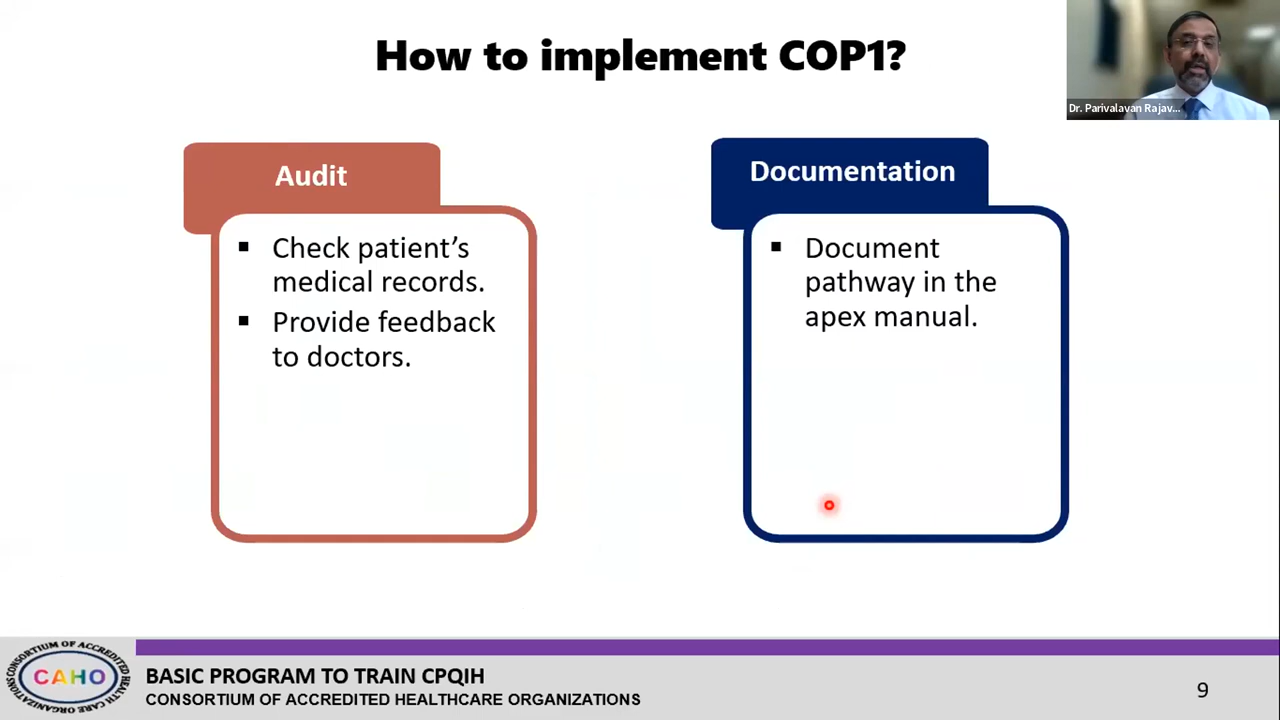 How to implement COP1?
Dr. Parivalavan Rajav...
Audit
▪ Check patient’s
medical records.
▪ Provide feedback
to doctors.
Documentation
▪ Document
pathway in the
apex manual.
CONSORTIUM OF ACCREDITED
HEALTH CARE ORGANIZATIONS
CAHO
BASIC PROGRAM TO TRAIN CPQIH
CONSORTIUM OF ACCREDITED HEALTHCARE ORGANIZATIONS
9